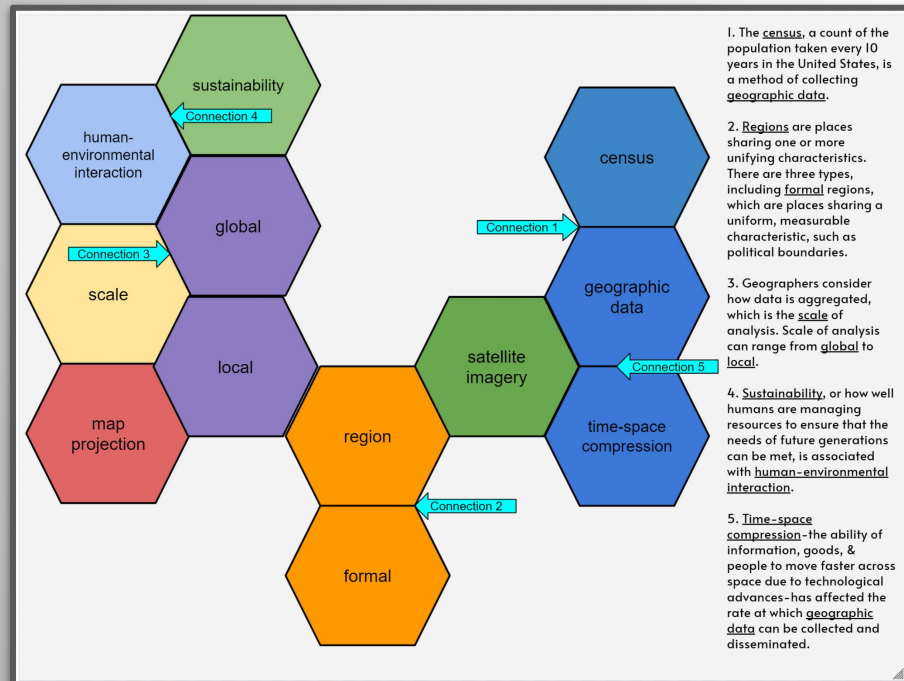 sustainability
Connection 4
human-
environmental
interaction
global
Connection 3
scale
local
map
projection
census
Connection 1
geographic
data
satellite
imagery
Connection 5
time-space
compression
region
Connection 2
formal
1. The census, a count of the
population taken every 10
years in the United States, is
a method of collecting
geographic data.
2. Regions are places
sharing one or more
unifying characteristics.
There are three types,
including formal regions,
which are places sharing a
uniform, measurable
characteristic, such as
political boundaries.
3. Geographers consider
how data is aggregated,
which is the scale of
analysis. Scale of analysis
can range from global to
local.
4. Sustainability, or how well
humans are managing
resources to ensure that the
needs of future generations
can be met, is associated
with human-environmental
interaction.
5. Time-space
compression-the ability of
information, goods, &
people to move faster across
space due to technological
advances-has affected the
rate at which geographic
data can be collected and
disseminated.